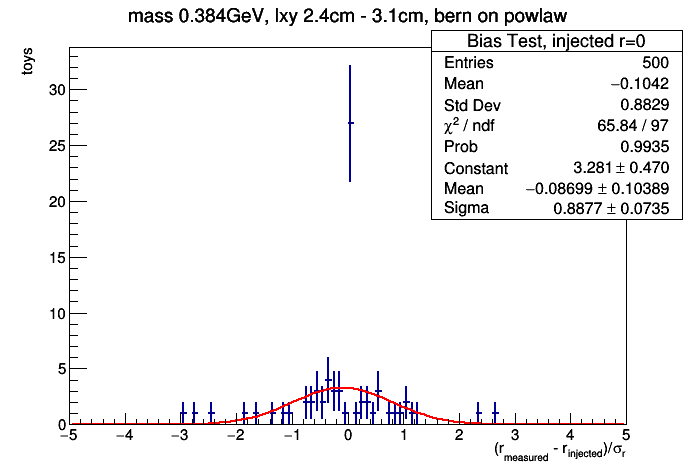 mass 0.384GeV, lxy 2.4cm - 3.1cm, bern on powlaw
Bias Test, injected r=0
Entries 500
Mean −0.1042
Std Dev 0.8829
χ² / ndf 65.84 / 97
Prob 0.9935
Constant 3.281 ± 0.470
Mean −0.08699 ± 0.10389
Sigma 0.8877 ± 0.0735
toys
30
25
20
15
10
5
0
−5 −4 −3 −2 −1 0 1 2 3 4 5
(r_measured - r_injected)/σ_r